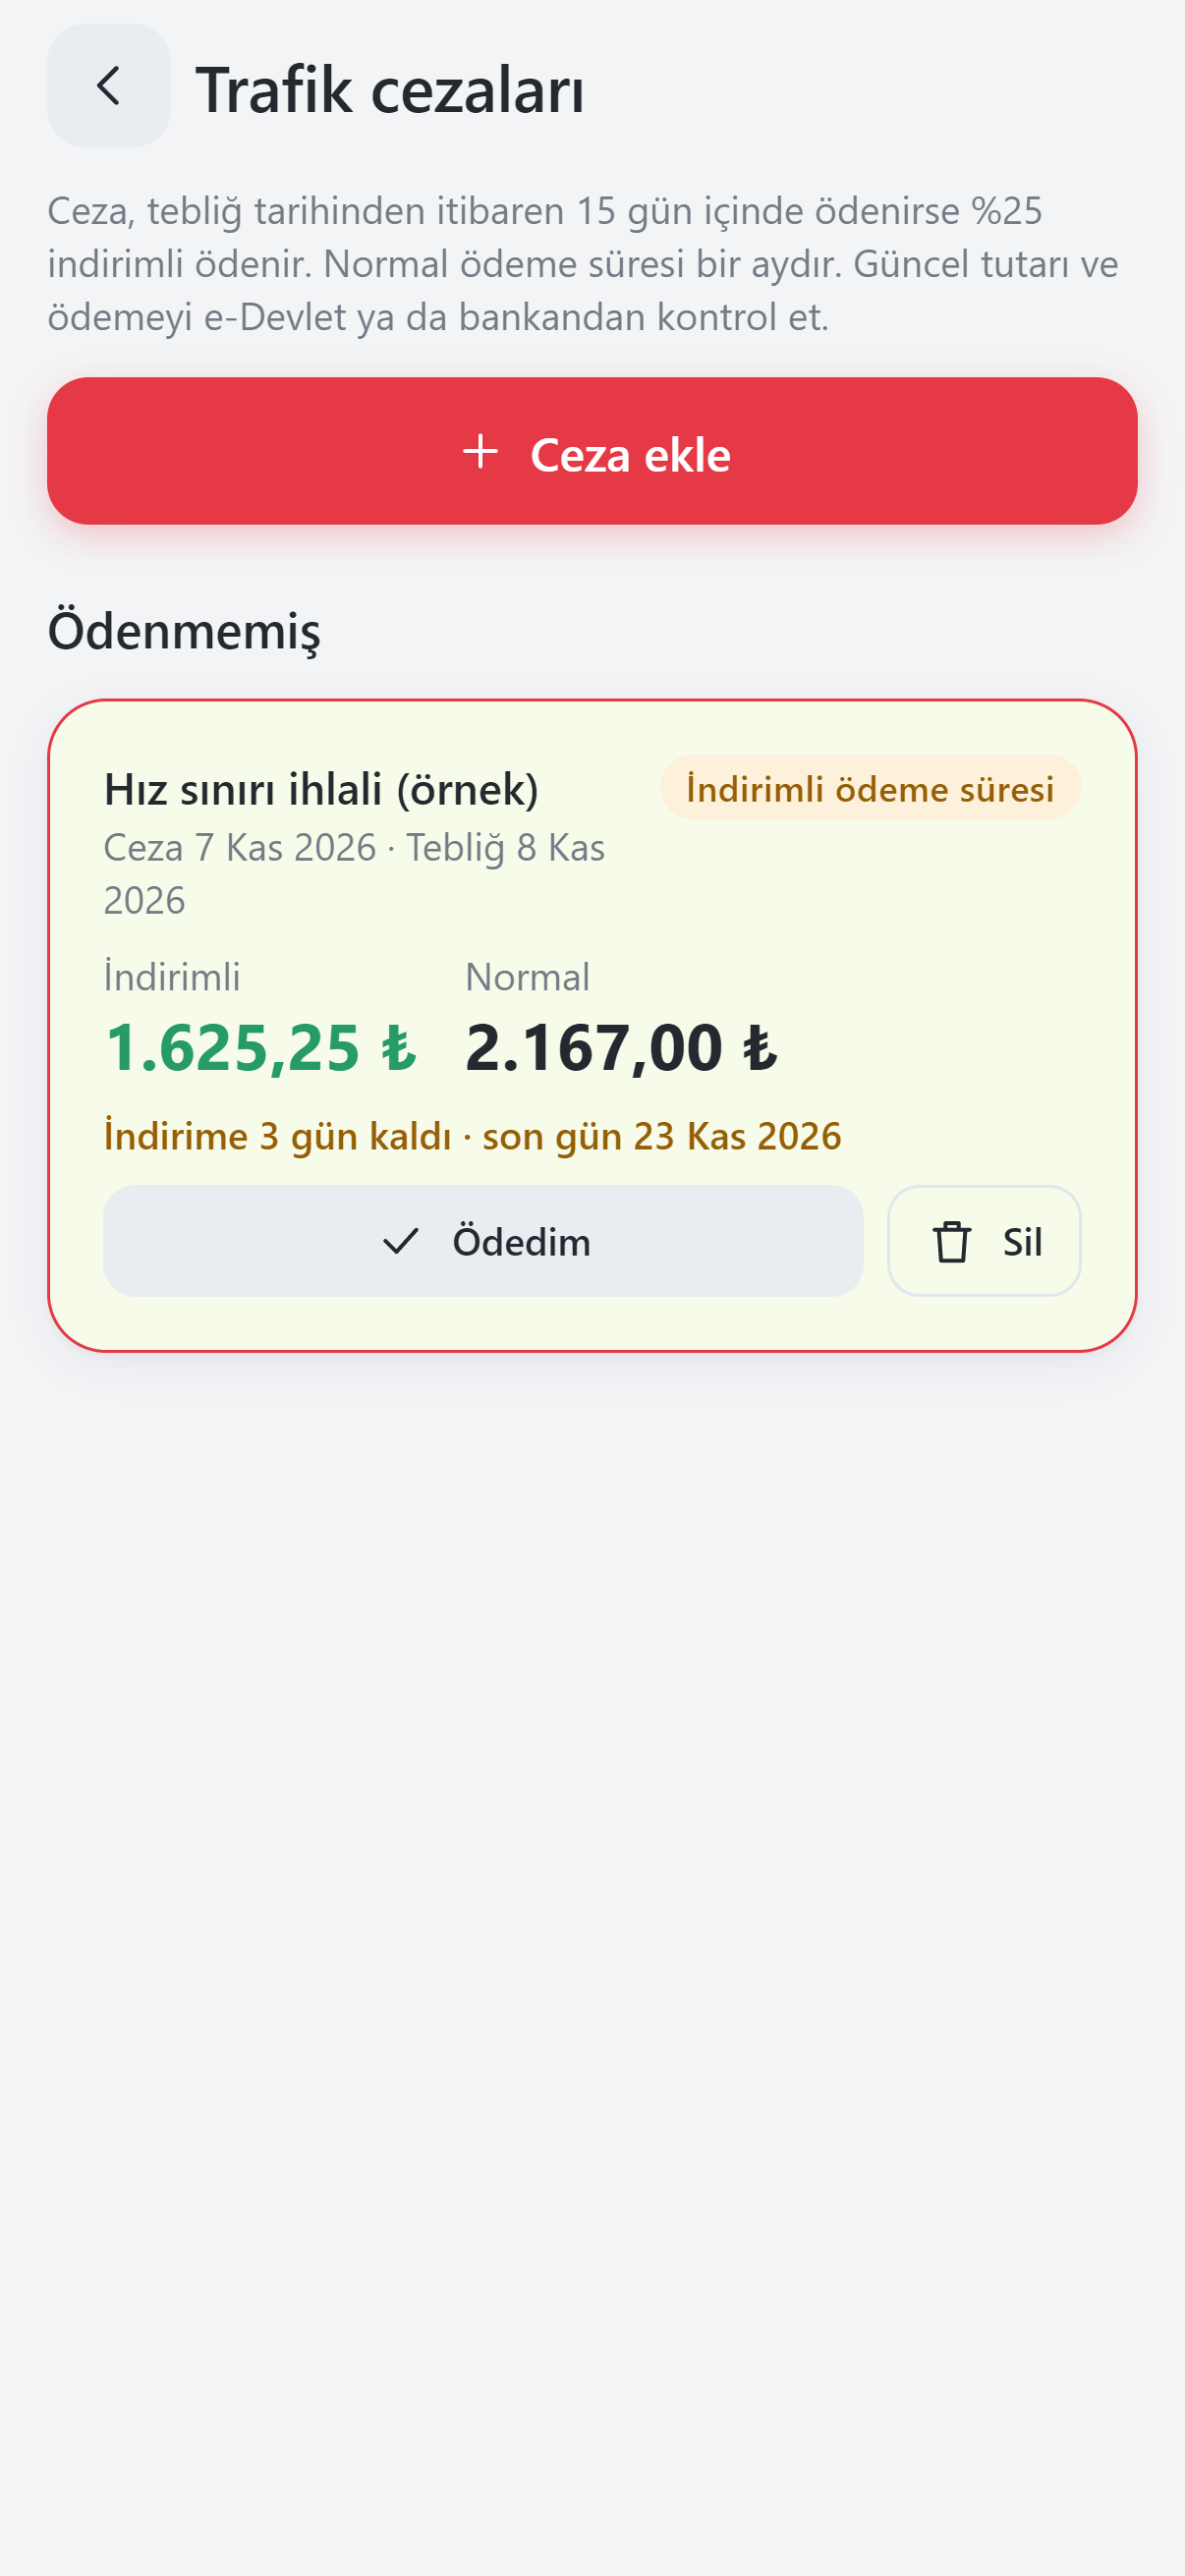 Trafik cezaları
Ceza, tebliğ tarihinden itibaren 15 gün içinde ödenirse %25
indirimli ödenir. Normal ödeme süresi bir aydır. Güncel tutarı ve
ödemeyi e-Devlet ya da bankandan kontrol et.
Ceza ekle
Ödenmemiş
Hız sınırı ihlali (örnek)
İndirimli ödeme süresi
Ceza 7 Kas 2026 · Tebliğ 8 Kas
2026
İndirimli
Normal
1.625,25 ₺
2.167,00 ₺
İndirime 3 gün kaldı · son gün 23 Kas 2026
Ödedim
Sil